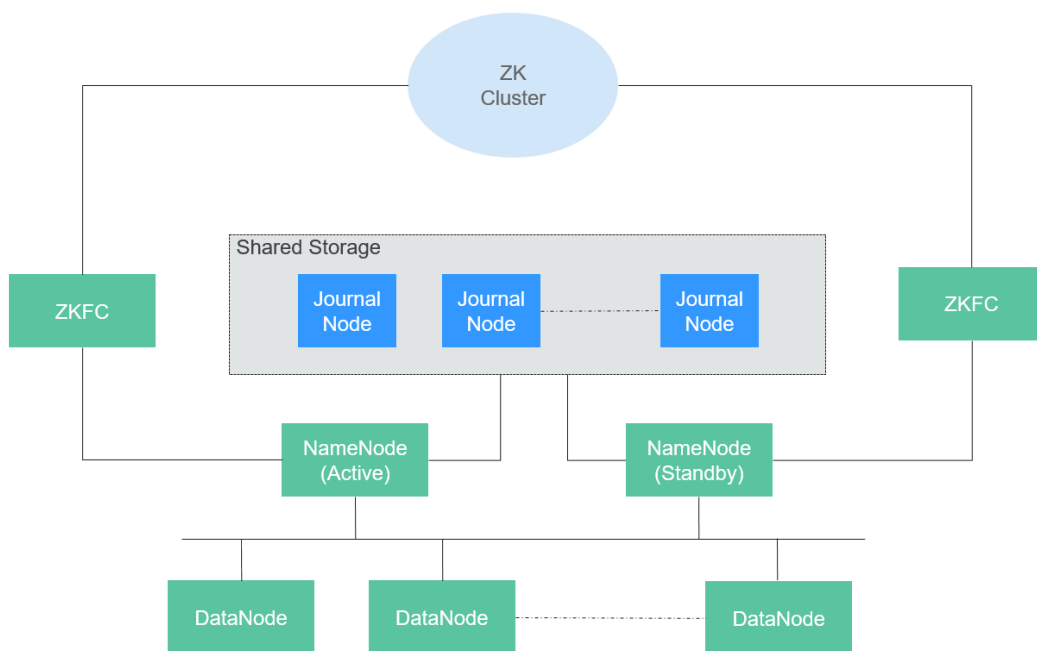 ZK
Cluster
Shared Storage
Journal
Node
Journal
Node
Journal
Node
ZKFC
ZKFC
NameNode
(Active)
NameNode
(Standby)
DataNode
DataNode
DataNode